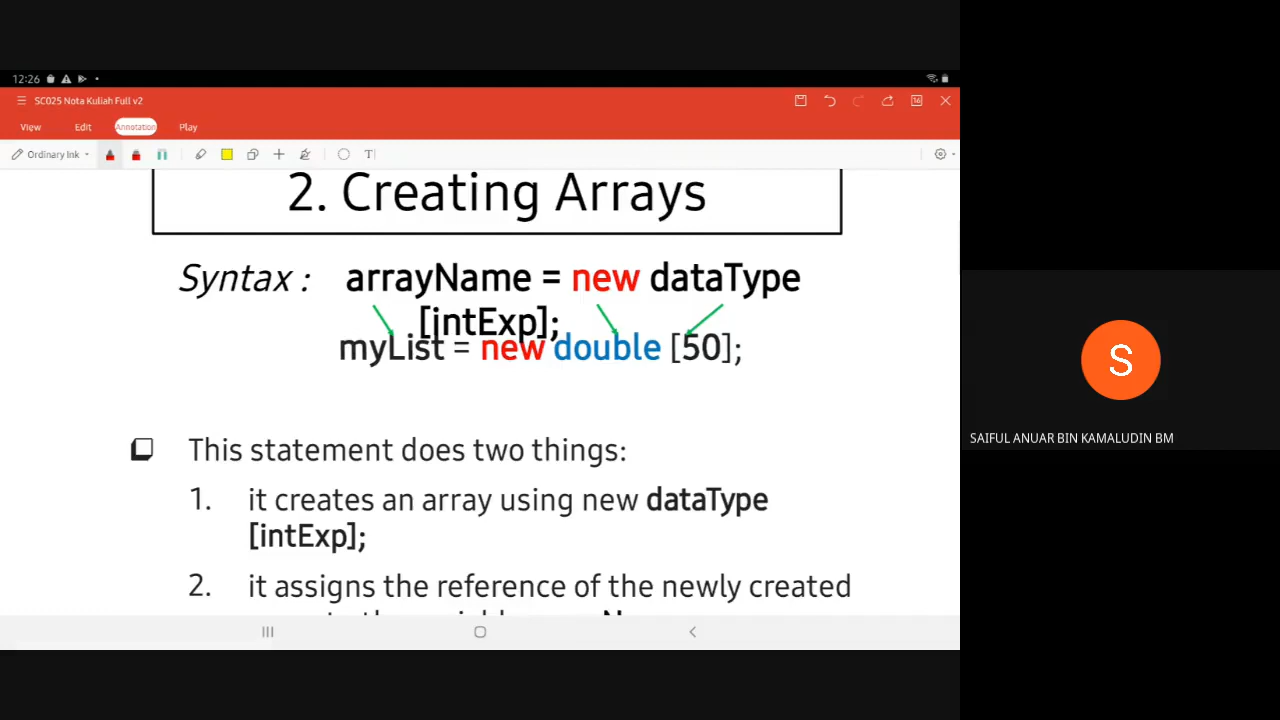 12:26
SC025 Nota Kuliah Full v2
16
View Edit Annotation Play
Ordinary Ink T
2. Creating Arrays
Syntax : arrayName = new dataType
[intExp];
myList = new double [50];
This statement does two things:
1. it creates an array using new dataType
[intExp];
2. it assigns the reference of the newly created
S
SAIFUL ANUAR BIN KAMALUDIN BM